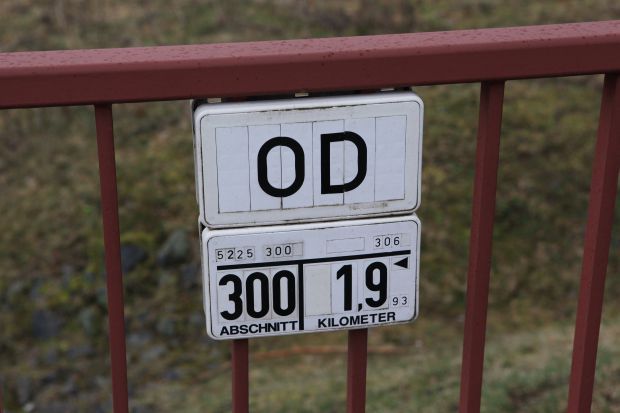 OD
5225 300 306
300 1,9 93
ABSCHNITT KILOMETER